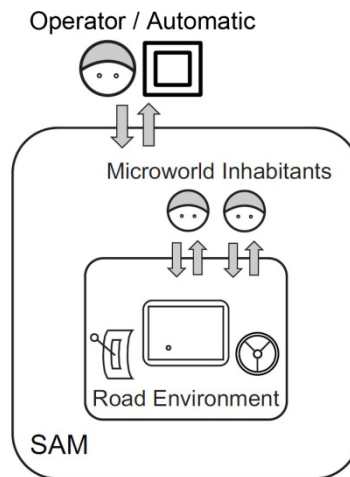 Operator / Automatic
Microworld Inhabitants
Road Environment
SAM